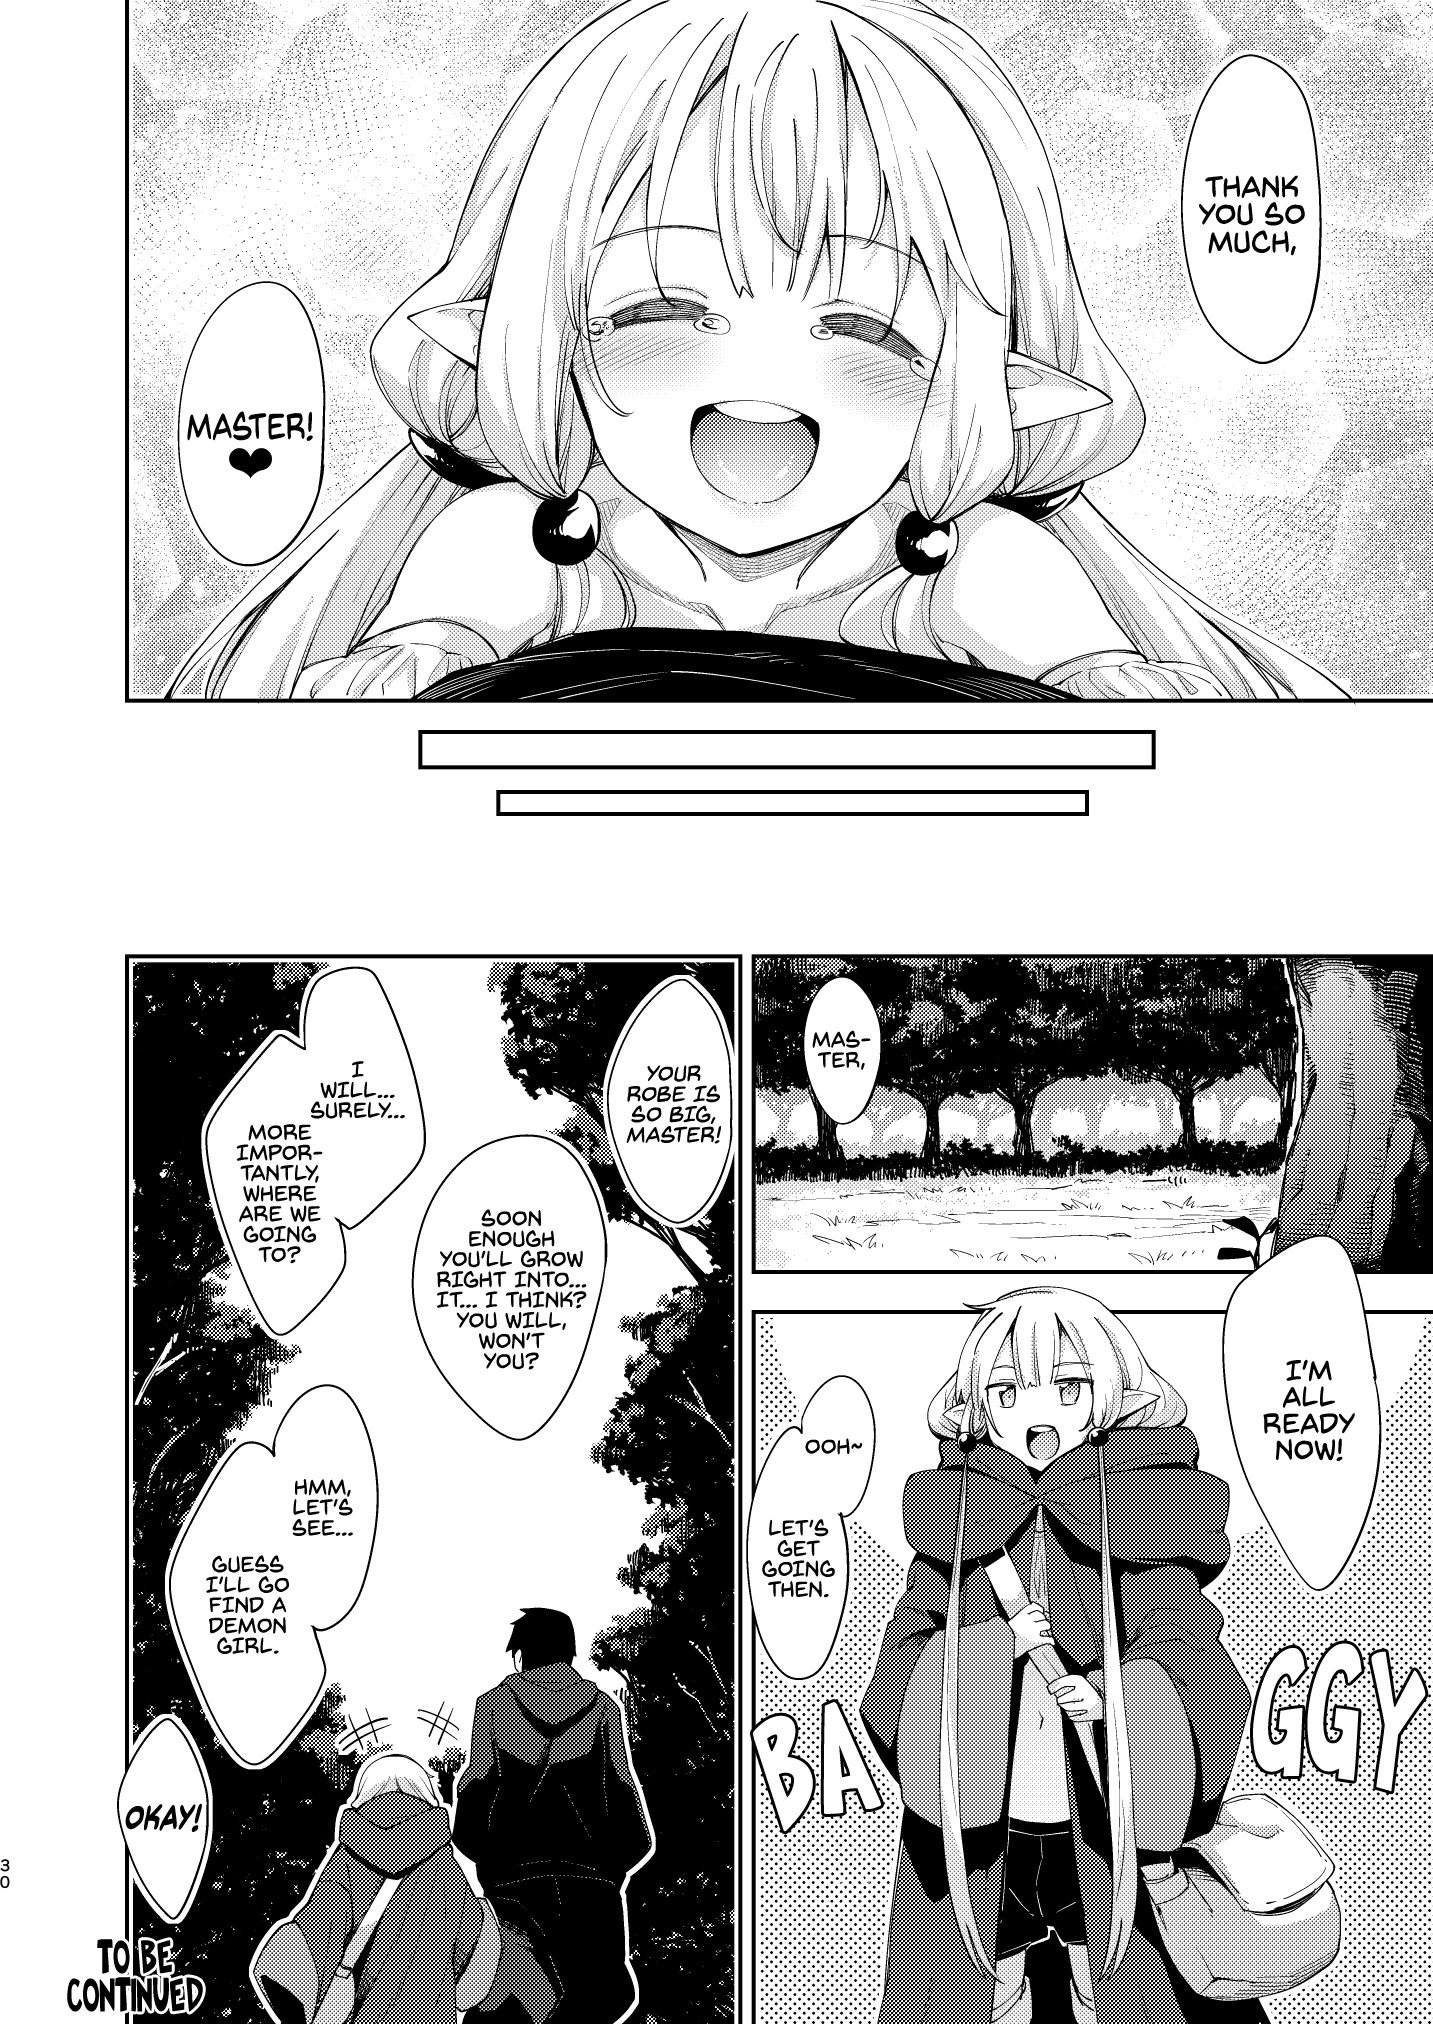 THANK
YOU SO
MUCH,
MASTER!
❤
MAS-
TER,
I'M
ALL
READY
NOW!
OOH~
LET'S
GET
GOING
THEN.
BAGGY
YOUR
ROBE IS
SO BIG,
MASTER!
SOON
ENOUGH
YOU'LL GROW
RIGHT INTO...
IT... I THINK?
YOU WILL,
WON'T
YOU?
I
WILL...
SURELY...
MORE
IMPOR-
TANTLY,
WHERE
ARE WE
GOING
TO?
HMM,
LET'S
SEE...
GUESS
I'LL GO
FIND A
DEMON
GIRL.
OKAY!
30
TO BE
CONTINUED